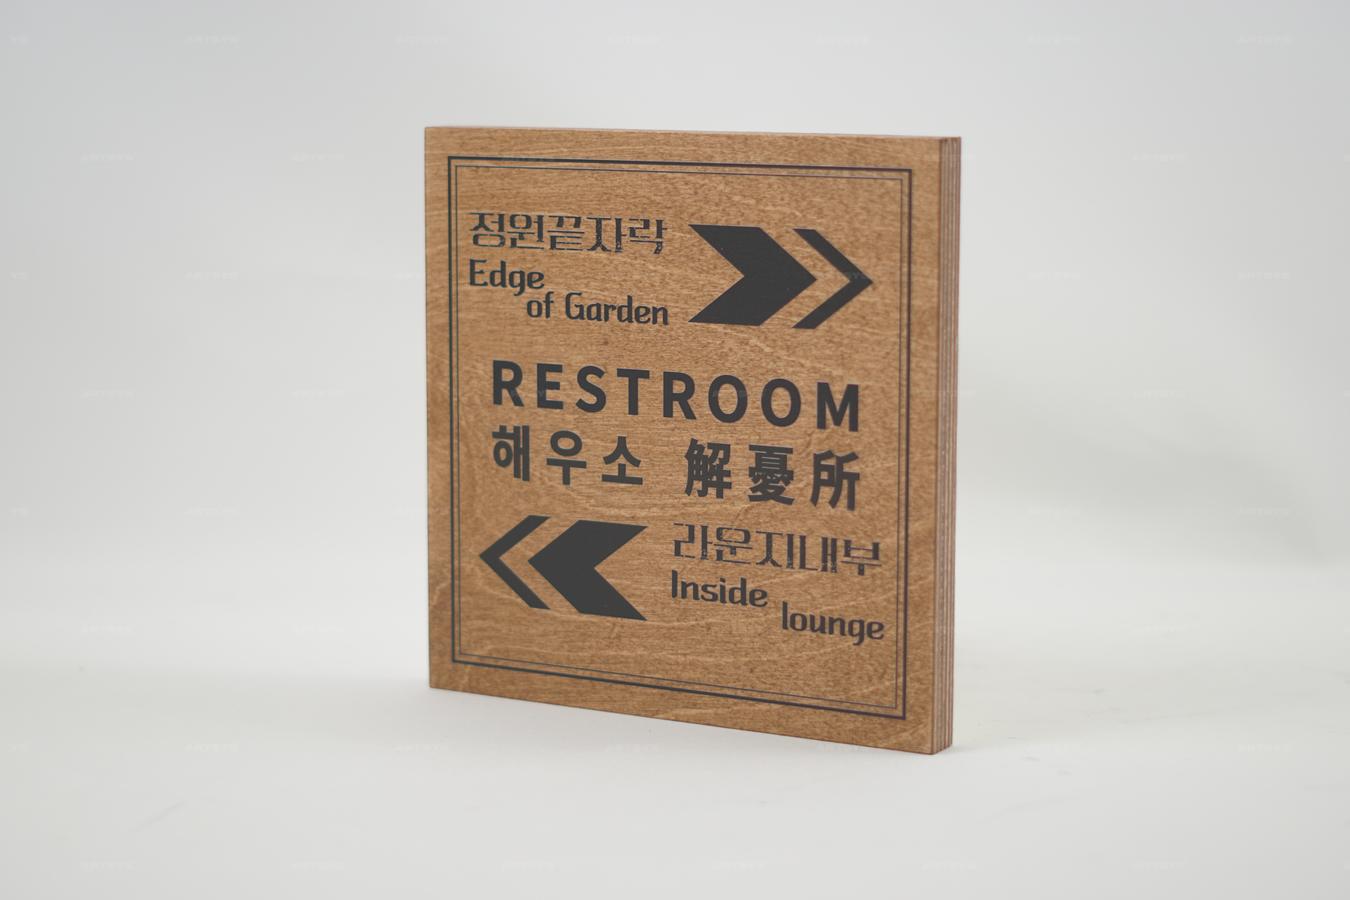 정원끝자락
Edge
of Garden
RESTROOM
해우소 解憂所
라운지내부
Inside
lounge